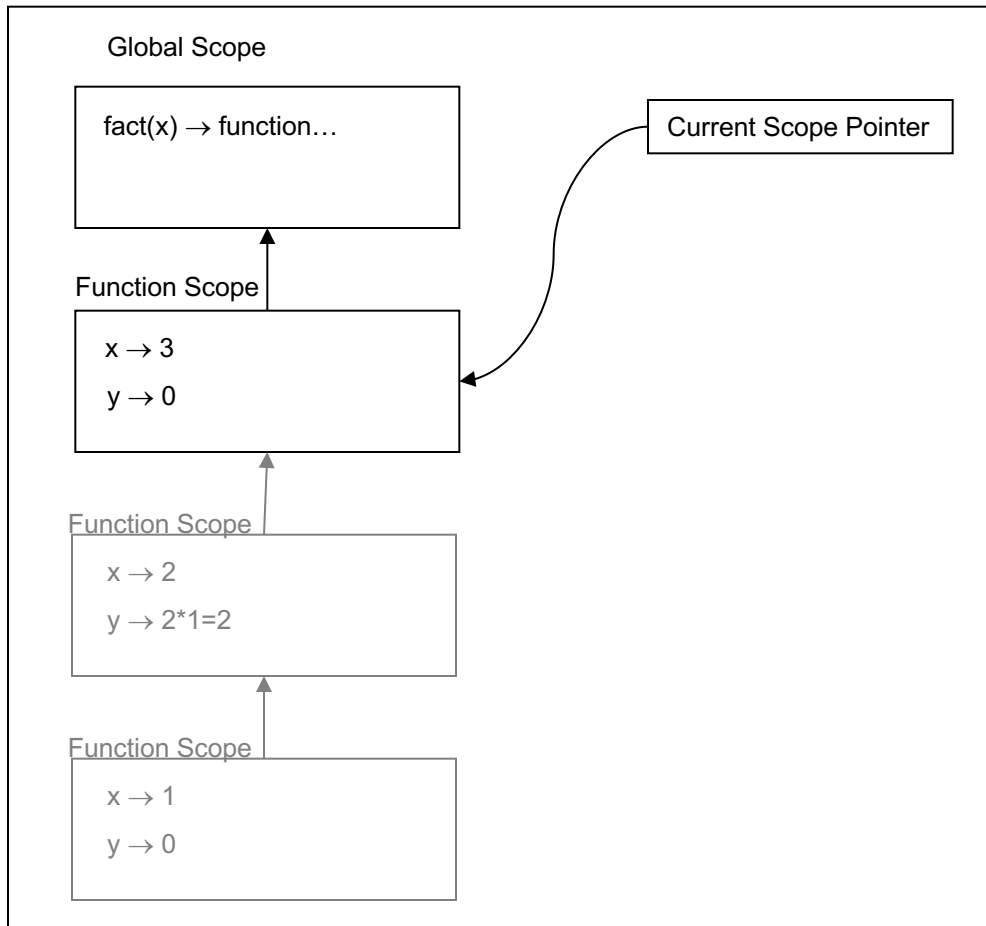 Global Scope
fact(x) → function…
Current Scope Pointer
Function Scope
x → 3
y → 0
Function Scope
x → 2
y → 2*1=2
Function Scope
x → 1
y → 0